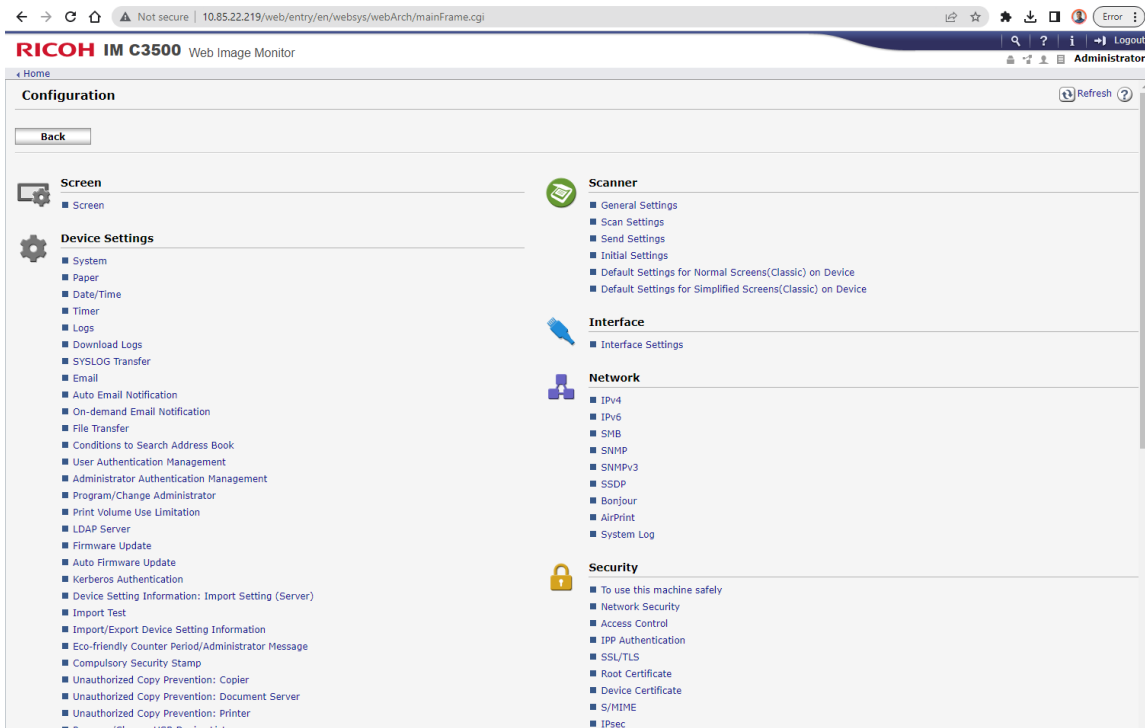 Not secure | 10.85.22.219/web/entry/en/websys/webArch/mainFrame.cgi
Error
RICOH IM C3500 Web Image Monitor
? i Logout
Administrator
Home
Configuration
Refresh ?
Back
Screen
Screen
Device Settings
System
Paper
Date/Time
Timer
Logs
Download Logs
SYSLOG Transfer
Email
Auto Email Notification
On-demand Email Notification
File Transfer
Conditions to Search Address Book
User Authentication Management
Administrator Authentication Management
Program/Change Administrator
Print Volume Use Limitation
LDAP Server
Firmware Update
Auto Firmware Update
Kerberos Authentication
Device Setting Information: Import Setting (Server)
Import Test
Import/Export Device Setting Information
Eco-friendly Counter Period/Administrator Message
Compulsory Security Stamp
Unauthorized Copy Prevention: Copier
Unauthorized Copy Prevention: Document Server
Unauthorized Copy Prevention: Printer
Scanner
General Settings
Scan Settings
Send Settings
Initial Settings
Default Settings for Normal Screens(Classic) on Device
Default Settings for Simplified Screens(Classic) on Device
Interface
Interface Settings
Network
IPv4
IPv6
SMB
SNMP
SNMPv3
SSDP
Bonjour
AirPrint
System Log
Security
To use this machine safely
Network Security
Access Control
IPP Authentication
SSL/TLS
Root Certificate
Device Certificate
S/MIME
IPsec